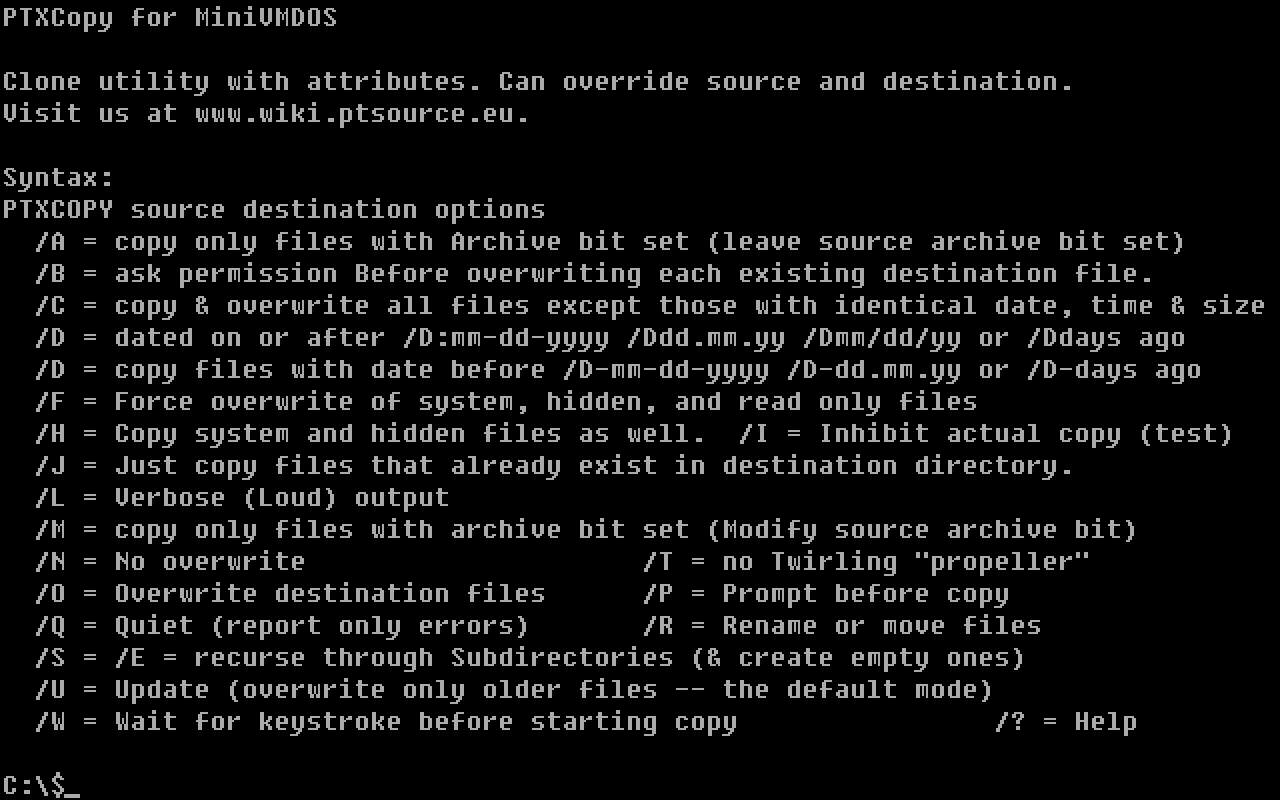 PTXCopy for MiniVMDOS
Clone utility with attributes. Can override source and destination.
Visit us at www.wiki.ptsource.eu.
Syntax:
PTXCOPY source destination options
/A = copy only files with Archive bit set (leave source archive bit set)
/B = ask permission Before overwriting each existing destination file.
/C = copy & overwrite all files except those with identical date, time & size
/D = dated on or after /D:mm-dd-yyyy /Ddd.mm.yy /Dmm/dd/yy or /Ddays ago
/D = copy files with date before /D-mm-dd-yyyy /D-dd.mm.yy or /D-days ago
/F = Force overwrite of system, hidden, and read only files
/H = Copy system and hidden files as well.  /I = Inhibit actual copy (test)
/J = Just copy files that already exist in destination directory.
/L = Verbose (Loud) output
/M = copy only files with archive bit set (Modify source archive bit)
/N = No overwrite                     /T = no Twirling "propeller"
/O = Overwrite destination files      /P = Prompt before copy
/Q = Quiet (report only errors)       /R = Rename or move files
/S = /E = recurse through Subdirectories (& create empty ones)
/U = Update (overwrite only older files -- the default mode)
/W = Wait for keystroke before starting copy                /? = Help
C:\$_